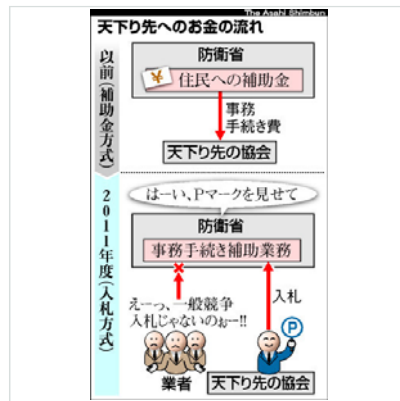 The Asahi Shimbun
天下り先へのお金の流れ
以前(補助金方式)
防衛省
¥
住民への補助金
事務
手続き費
天下り先の協会
2011年度(入札方式)
はーい、Pマークを見せて
防衛省
事務手続き補助業務
えーっ、一般競争
入札じゃないのぉー!!
入札
P
業者
天下り先の協会